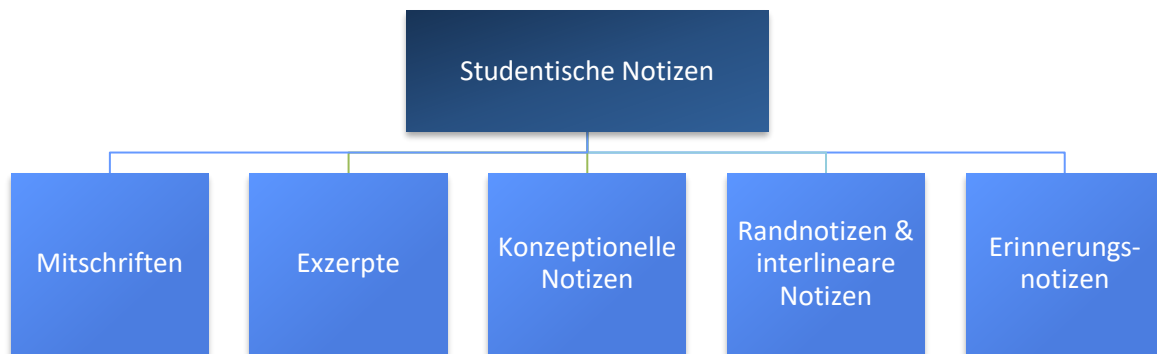 Studentische Notizen
Mitschriften
Exzerpte
Konzeptionelle
Notizen
Randnotizen &
interlineare
Notizen
Erinnerungs-
notizen